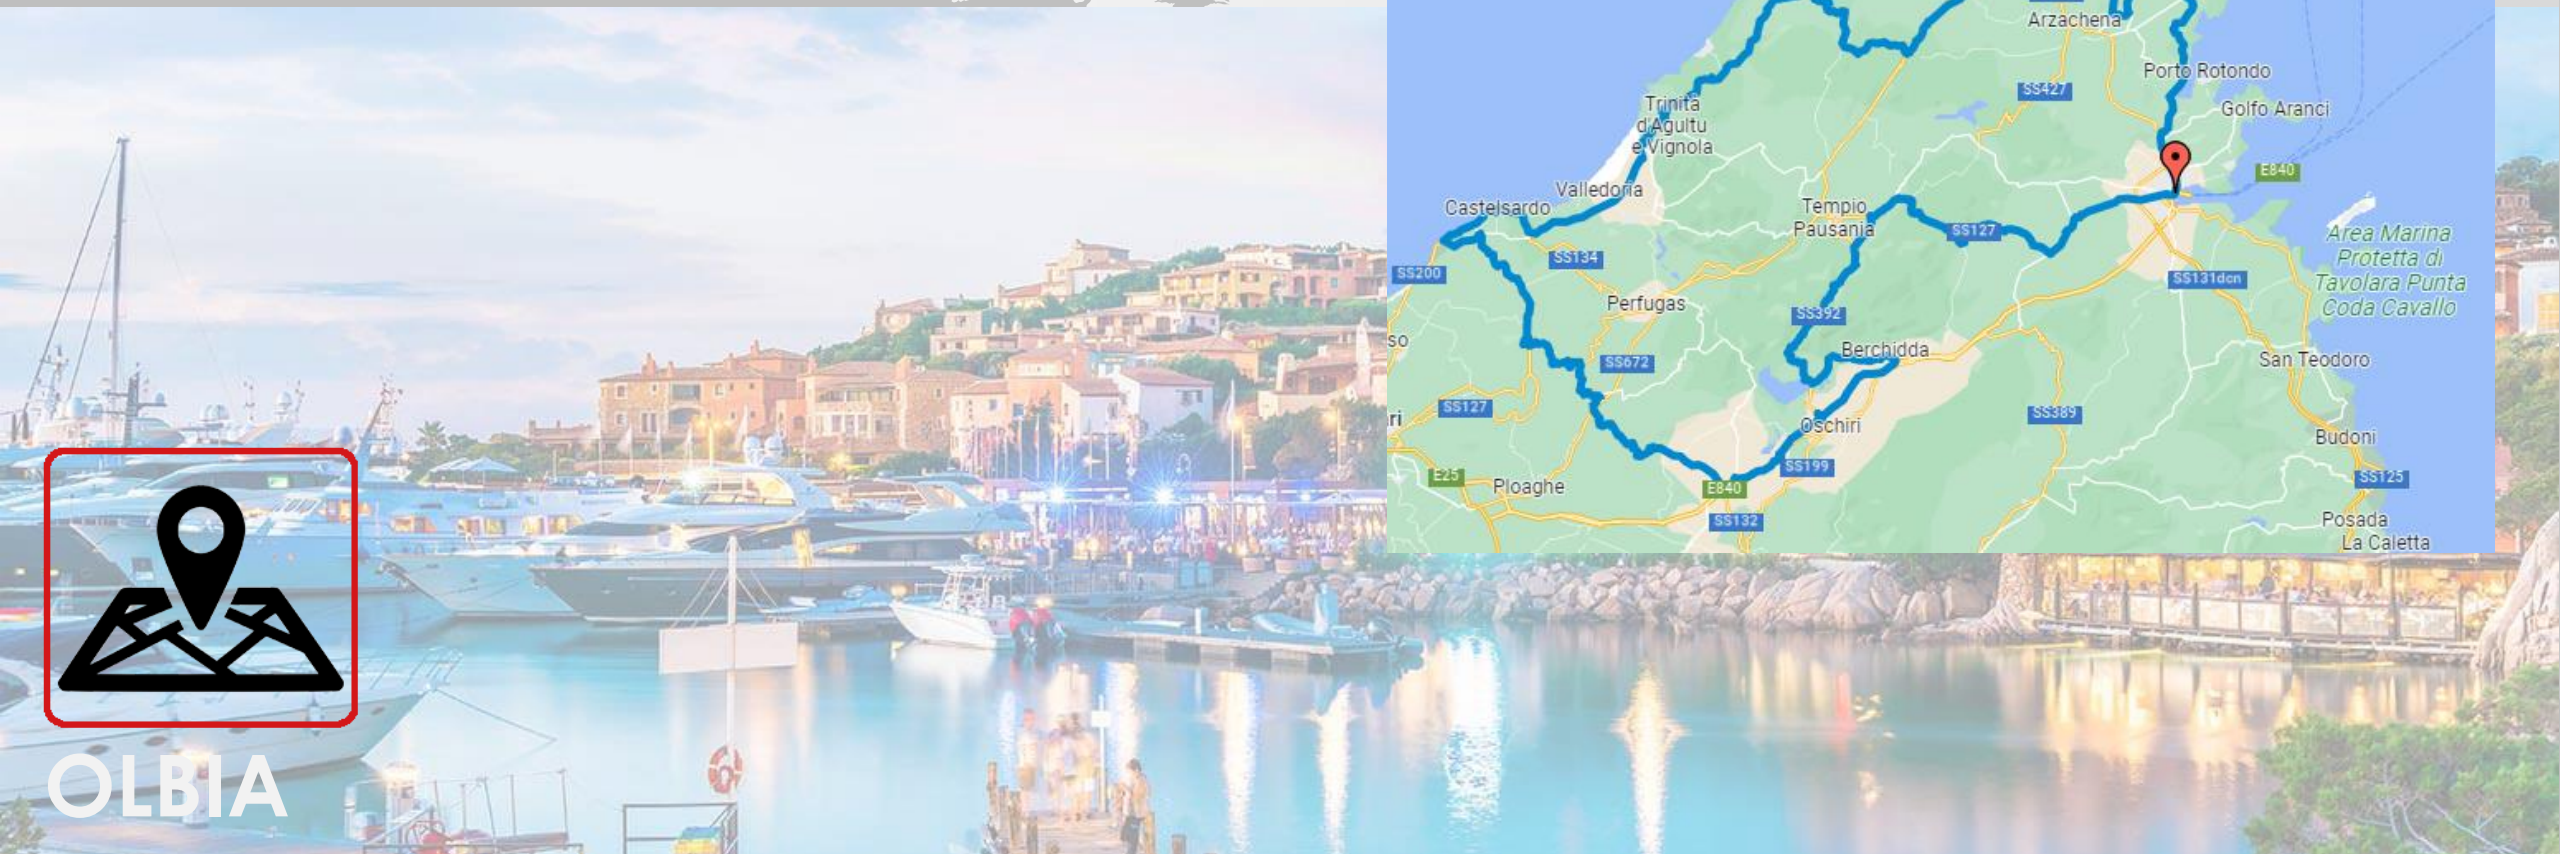 Arzachena
Porto Rotondo
SS427
Golfo Aranci
Trinità
d'Agultu
e Vignola
E840
Valledoria
Castelsardo
Tempio
Pausania
SS127
Area Marina
Protetta di
Tavolara Punta
Coda Cavallo
SS134
SS200
SS131dcn
Perfugas
SS392
so
Berchidda
San Teodoro
SS672
SS127
SS389
ri
Oschiri
Budoni
SS199
E25
Ploaghe
E840
SS125
SS132
Posada
La Caletta
OLBIA